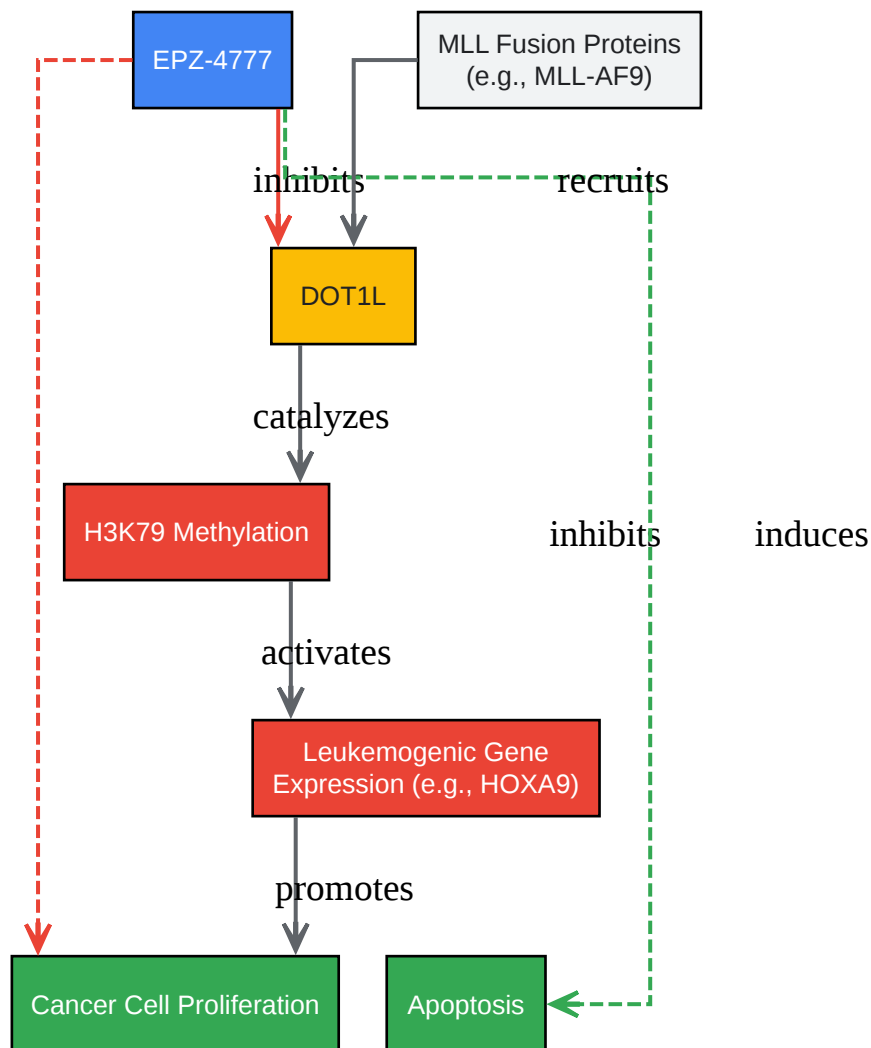 EPZ-4777
MLL Fusion Proteins
(e.g., MLL-AF9)
inhibits
recruits
DOT1L
catalyzes
H3K79 Methylation
inhibits
induces
activates
Leukemogenic Gene
Expression (e.g., HOXA9)
promotes
Cancer Cell Proliferation
Apoptosis